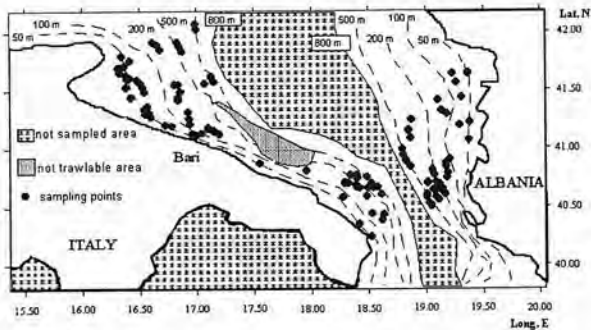 100 m
50 m
200 m
500 m
800 m
500 m
100 m
50 m
200 m
800 m
Lat. N
42.00
41.50
41.00
40.50
40.00
not sampled area
not trawlable area
sampling points
Bari
ITALY
ALBANIA
15.50 16.00 16.50 17.00 17.50 18.00 18.50 19.00 19.50 20.00
Long. E